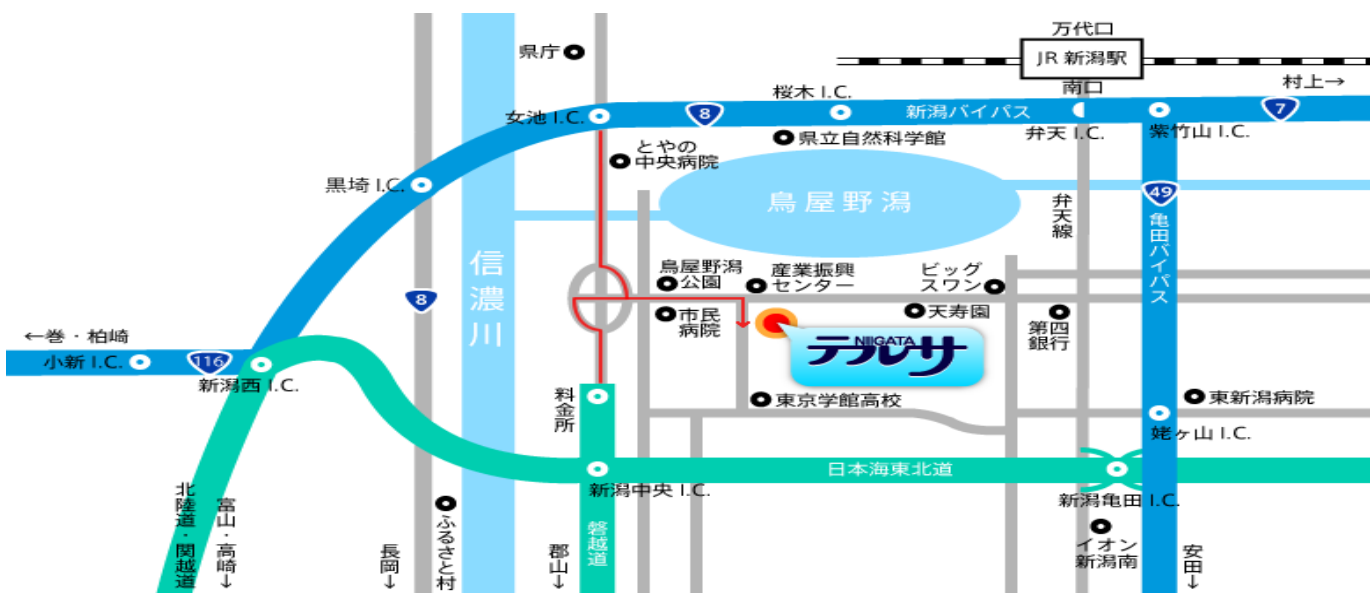 万代口
JR 新潟駅
南口
村上→
県庁
桜木 I.C.
女池 I.C.
8
新潟バイパス
7
弁天 I.C.
紫竹山 I.C.
県立自然科学館
とやの
中央病院
黒埼 I.C.
鳥屋野潟
49
弁天線
亀田バイパス
信濃川
8
鳥屋野潟
公園
産業振興
センター
ビッグ
スワン
市民
病院
天寿園
第四
銀行
NIIGATA
テルサ
←巻・柏崎
小新 I.C.
116
新潟西 I.C.
料金所
東京学館高校
東新潟病院
姥ヶ山 I.C.
日本海東北道
新潟中央 I.C.
新潟亀田 I.C.
北陸道・関越道
富山・高崎↓
長岡↓
ふるさと村
郡山↓
磐越道
イオン
新潟南
安田↓